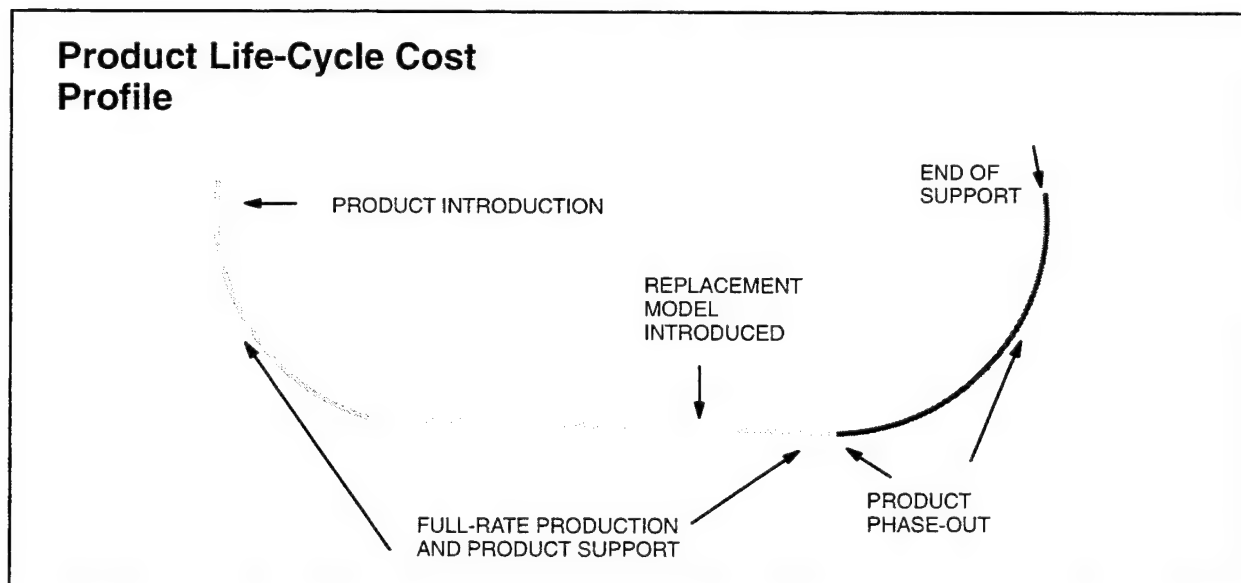 Product Life-Cycle Cost
Profile
PRODUCT INTRODUCTION
END OF
SUPPORT
REPLACEMENT
MODEL
INTRODUCED
FULL-RATE PRODUCTION
AND PRODUCT SUPPORT
PRODUCT
PHASE-OUT